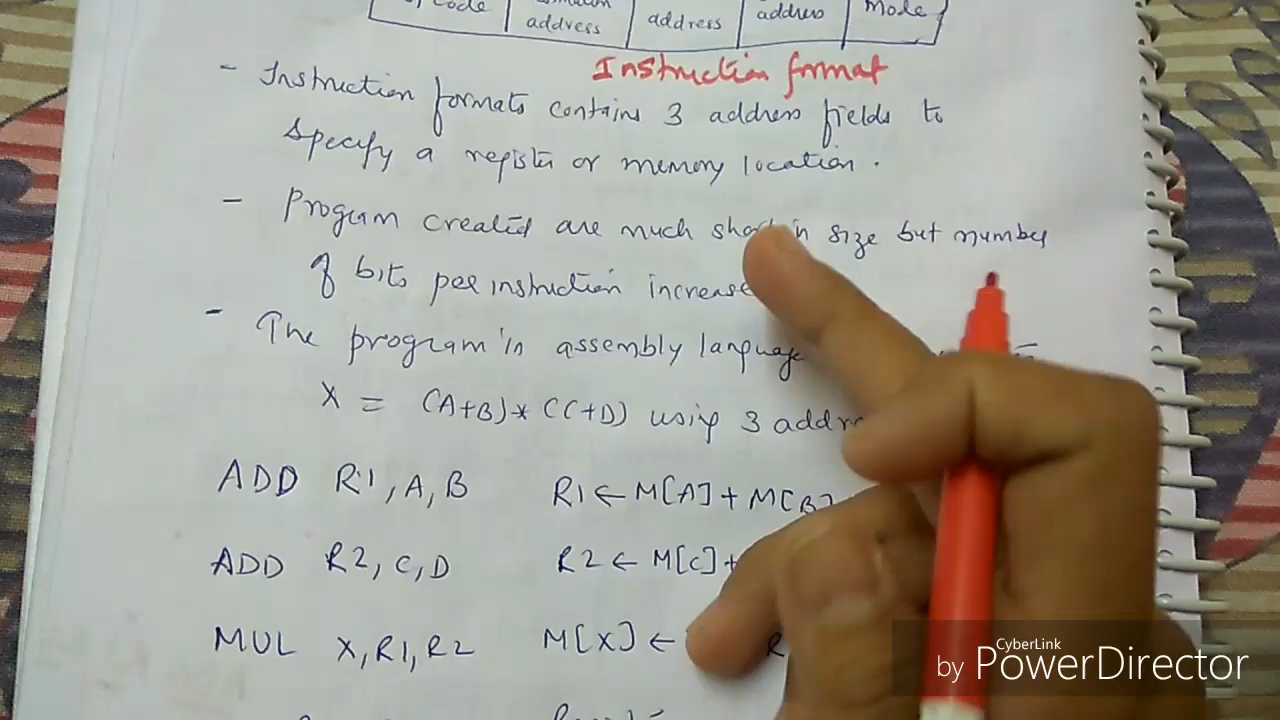 Code address address address Mode
Instruction format
- Instruction formats contains 3 address fields to
specify a register or memory location.
- Program created are much short in size but number
of bits per instruction increase
- The program in assembly language
X = (A+B)* (C+D) using 3
ADD R1, A, B R1 ← M[A] + M[B]
ADD R2, C, D R2 ← M[C] +
MUL X, R1, R2 M[X] ← R
CyberLink
by PowerDirector